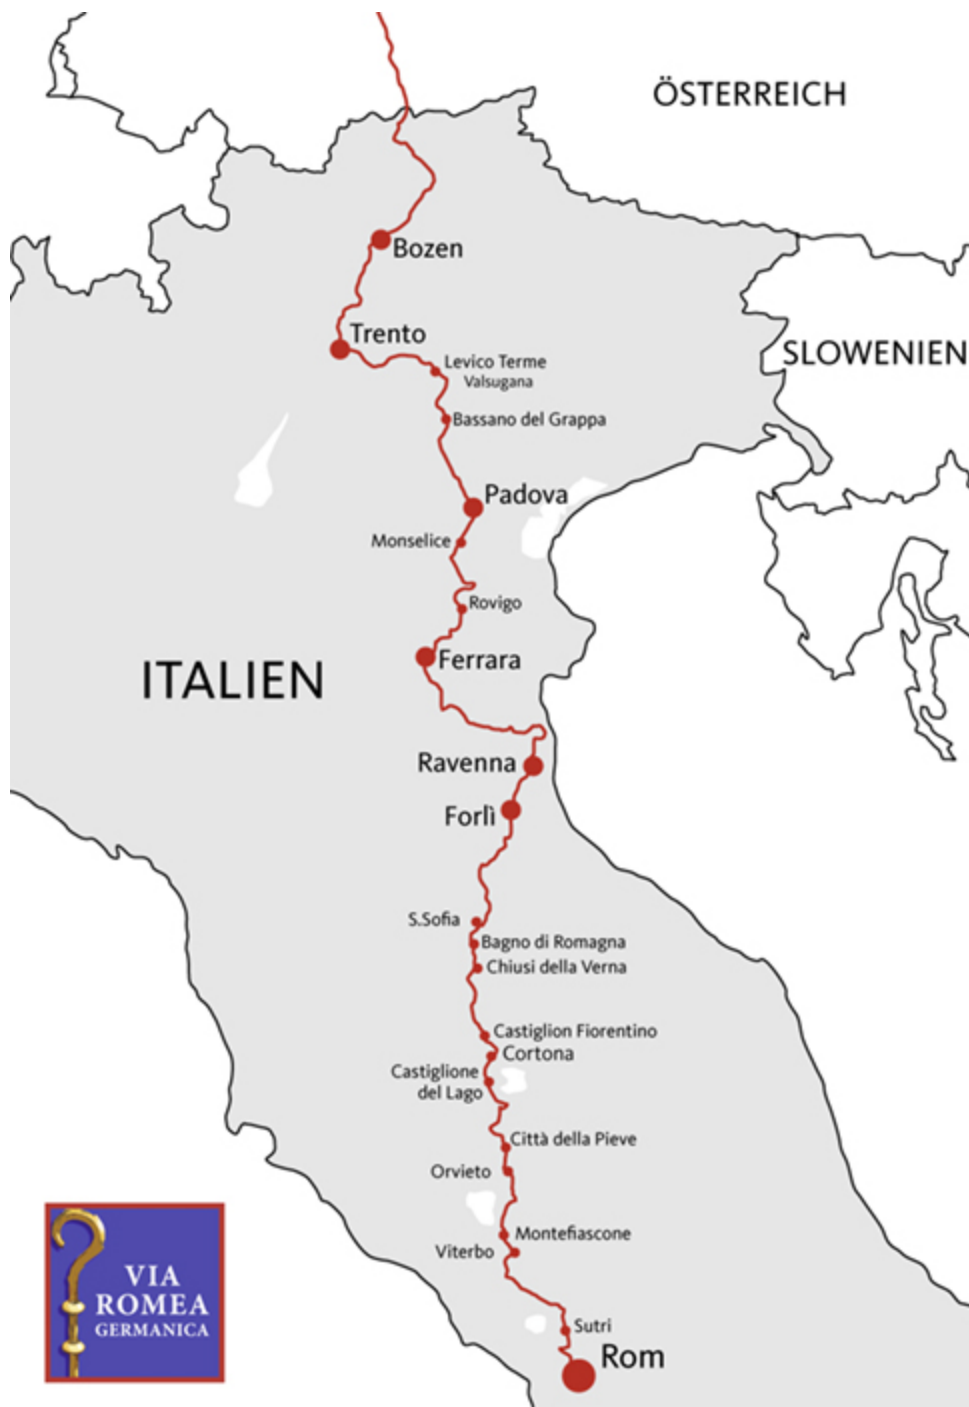 ÖSTERREICH
Bozen
Trento
SLOWENIEN
Levico Terme
Valsugana
Bassano del Grappa
Padova
Monselice
Rovigo
Ferrara
ITALIEN
Ravenna
Forlì
S.Sofia
Bagno di Romagna
Chiusi della Verna
Castiglion Fiorentino
Cortona
Castiglione
del Lago
Città della Pieve
Orvieto
Montefiascone
Viterbo
VIA
ROMEA
GERMANICA
Sutri
Rom